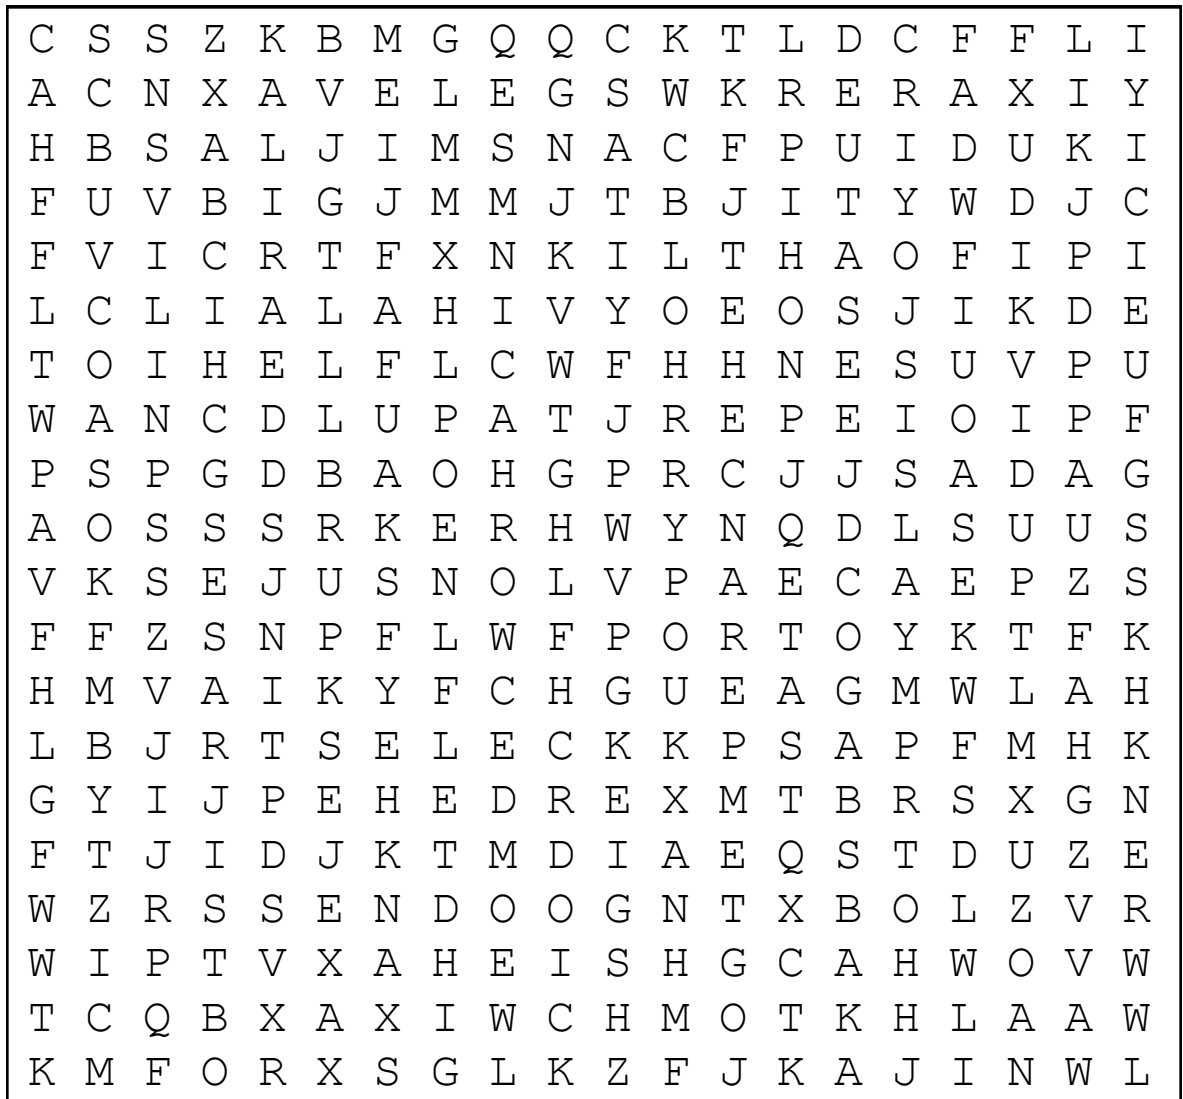 C S S Z K B M G Q Q C K T L D C F F L I
A C N X A V E L E G S W K R E R A X I Y
H B S A L J I M S N A C F P U I D U K I
F U V B I G J M M J T B J I T Y W D J C
F V I C R T F X N K I L T H A O F I P I
L C L I A L A H I V Y O E O S J I K D E
T O I H E L F L C W F H H N E S U V P U
W A N C D L U P A T J R E P E I O I P F
P S P G D B A O H G P R C J J S A D A G
A O S S S R K E R H W Y N Q D L S U U S
V K S E J U S N O L V P A E C A E P Z S
F F Z S N P F L W F P O R T O Y K T F K
H M V A I K Y F C H G U E A G M W L A H
L B J R T S E L E C K K P S A P F M H K
G Y I J P E H E D R E X M T B R S X G N
F T J I D J K T M D I A E Q S T D U Z E
W Z R S S E N D O O G N T X B O L Z V R
W I P T V X A H E I S H G C A H W O V W
T C Q B X A X I W C H M O T K H L A A W
K M F O R X S G L K Z F J K A J I N W L